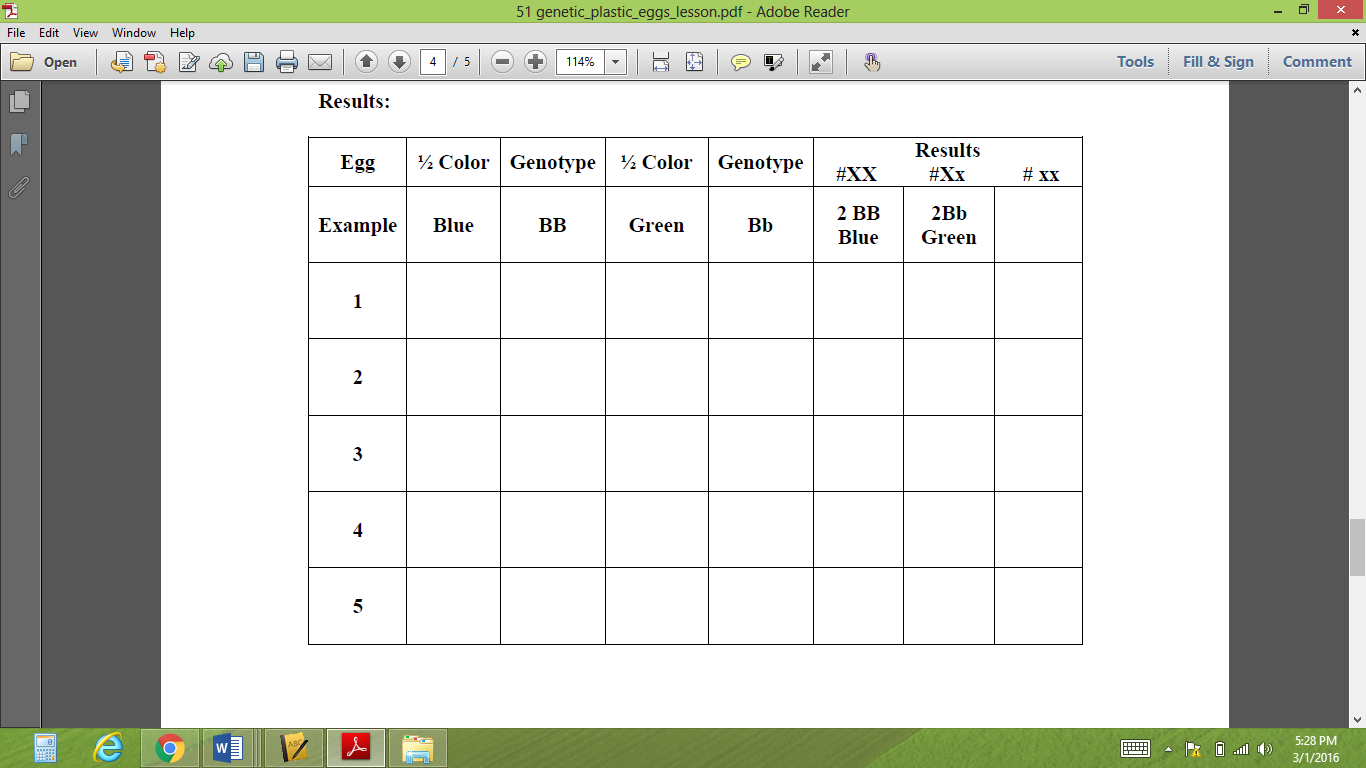 51 genetic_plastic_eggs_lesson.pdf - Adobe Reader
File Edit View Window Help
Open 4 / 5 114% Tools Fill & Sign Comment
Results:
Egg ½ Color Genotype ½ Color Genotype Results
#XX #Xx # xx
Example Blue BB Green Bb 2 BB Blue 2Bb Green
1
2
3
4
5
W ABC
5:28 PM
3/1/2016